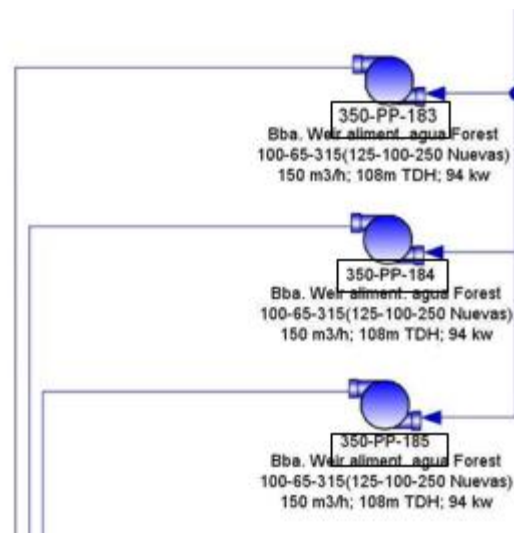 350-PP-183
Bba. Weir aliment. agua Forest
100-65-315(125-100-250 Nuevas)
150 m3/h; 108m TDH; 94 kw
350-PP-184
Bba. Weir aliment. agua Forest
100-65-315(125-100-250 Nuevas)
150 m3/h; 108m TDH; 94 kw
350-PP-185
Bba. Weir aliment. agua Forest
100-65-315(125-100-250 Nuevas)
150 m3/h; 108m TDH; 94 kw